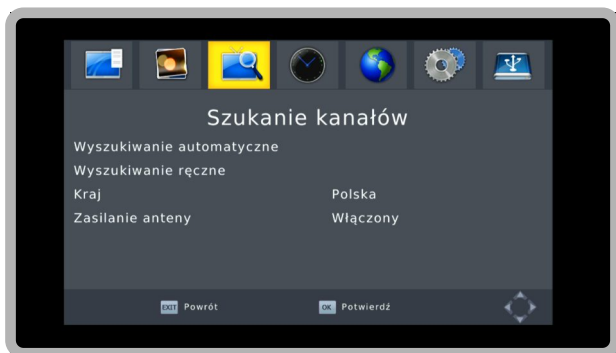 Szukanie kanałów
Wyszukiwanie automatyczne
Wyszukiwanie ręczne
Kraj Polska
Zasilanie anteny Włączony
EXIT Powrót OK Potwierdź